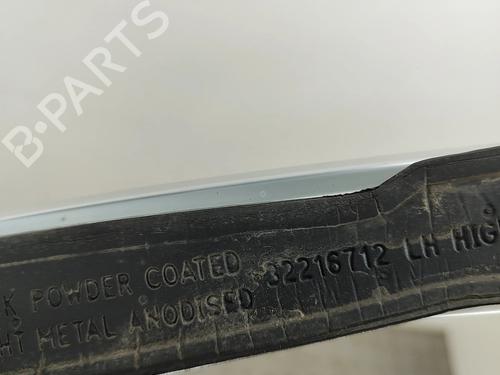 B-PARTS
K POWDER COATED 32216712 LH HIG
HT METAL ANODISED